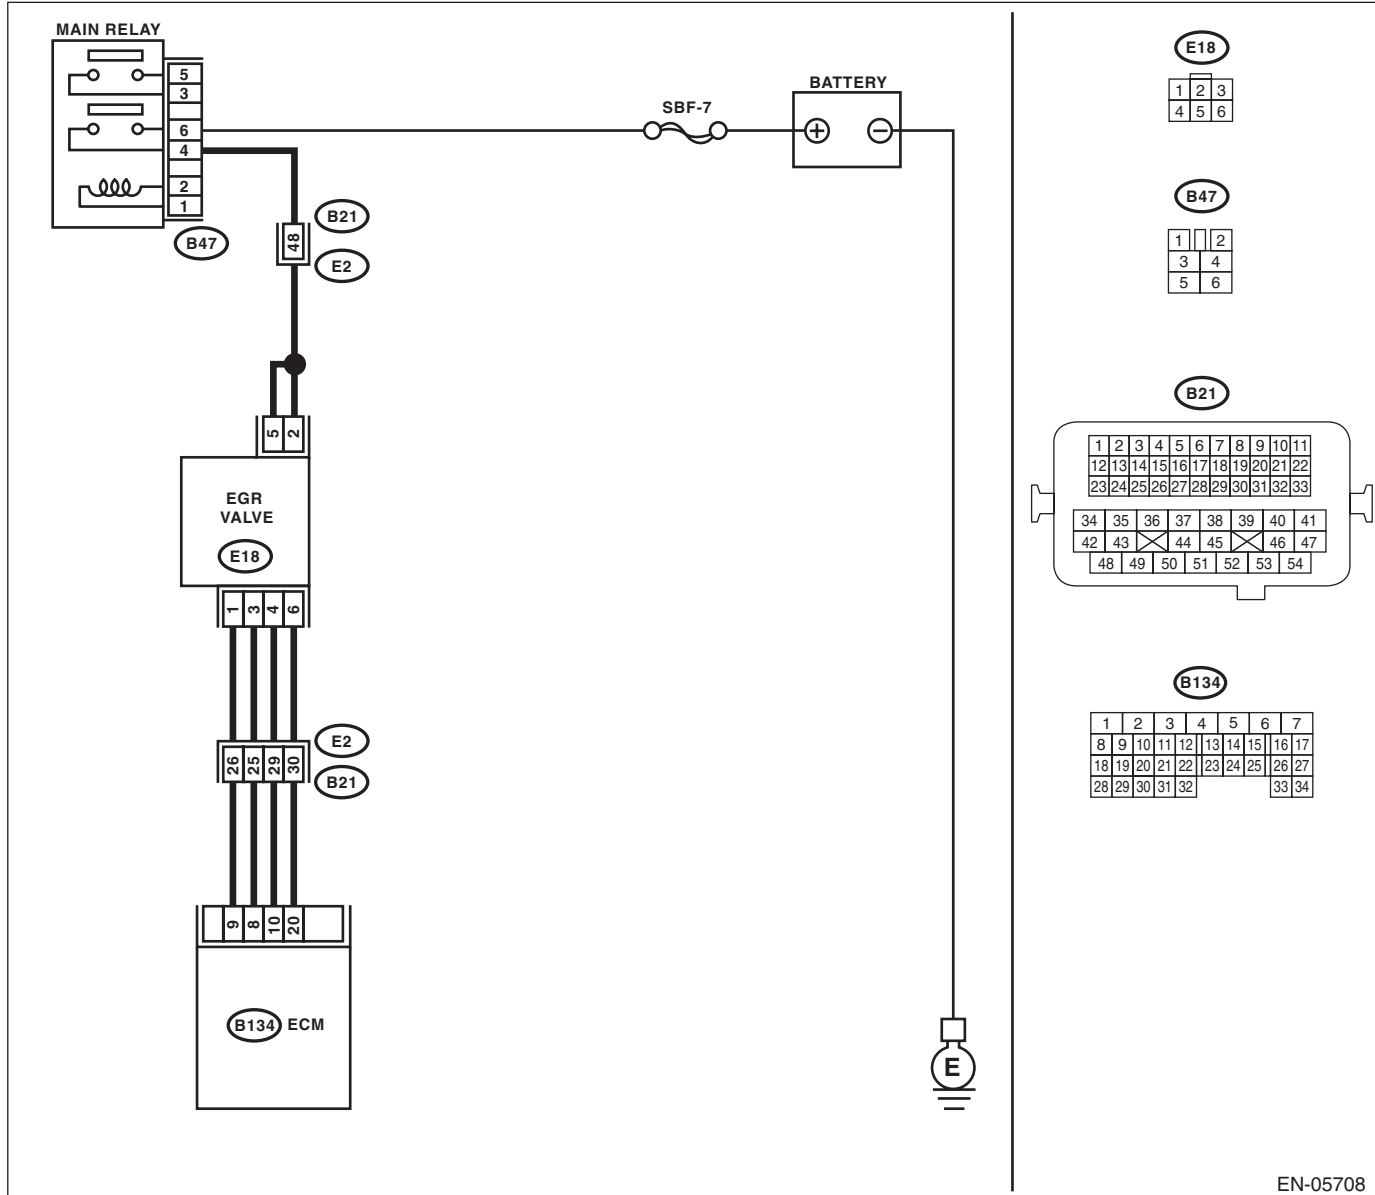 MAIN RELAY
5
3
6
4
2
1
B47
SBF-7
BATTERY
+ −
B21
48
E2
5 2
EGR
VALVE
E18
1 3 4 6
E2
26 25 29 30
B21
9 8 10 20
B134 ECM
E
E18
1 2 3
4 5 6
B47
1 2
3 4
5 6
B21
1 2 3 4 5 6 7 8 9 10 11
12 13 14 15 16 17 18 19 20 21 22
23 24 25 26 27 28 29 30 31 32 33
34 35 36 37 38 39 40 41
42 43 44 45 46 47
48 49 50 51 52 53 54
B134
1 2 3 4 5 6 7
8 9 10 11 12 13 14 15 16 17
18 19 20 21 22 23 24 25 26 27
28 29 30 31 32 33 34
EN-05708